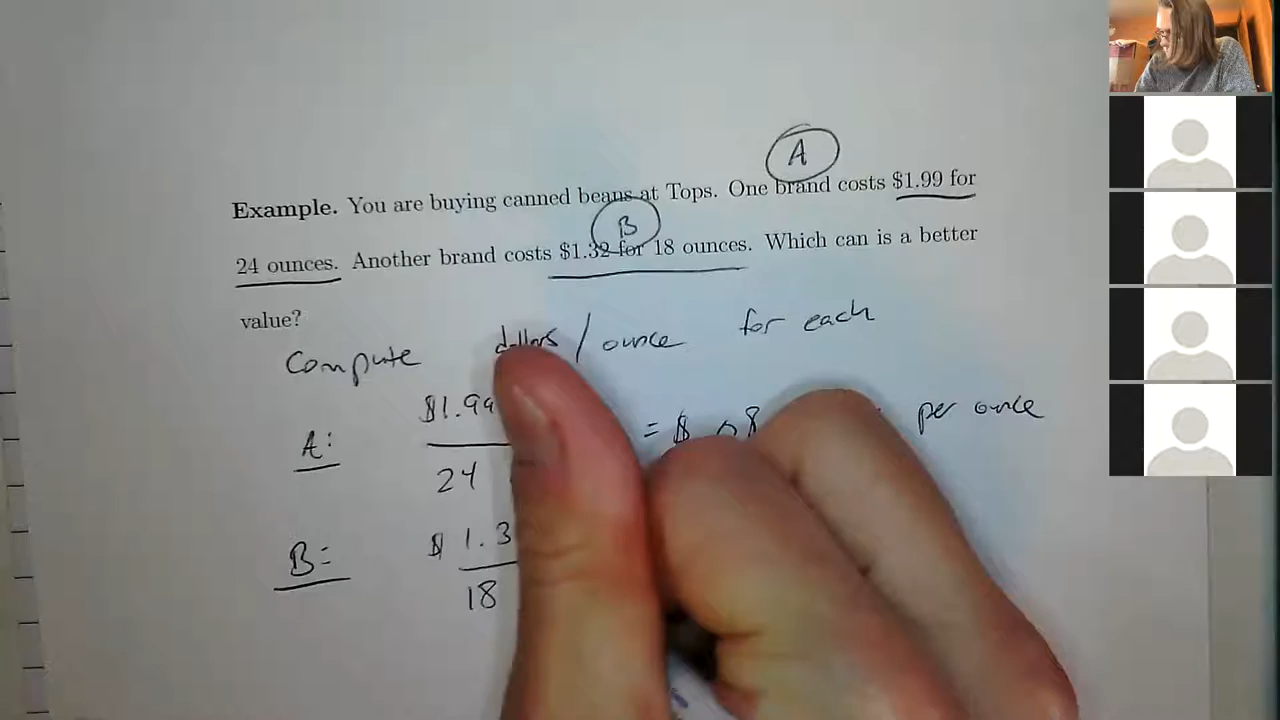 A
Example. You are buying canned beans at Tops. One brand costs $1.99 for
B
24 ounces. Another brand costs $1.32 for 18 ounces. Which can is a better
value?
Compute dollars / ounce for each
A: $1.99 = $ .08 per ounce
24
B= $ 1.3
18